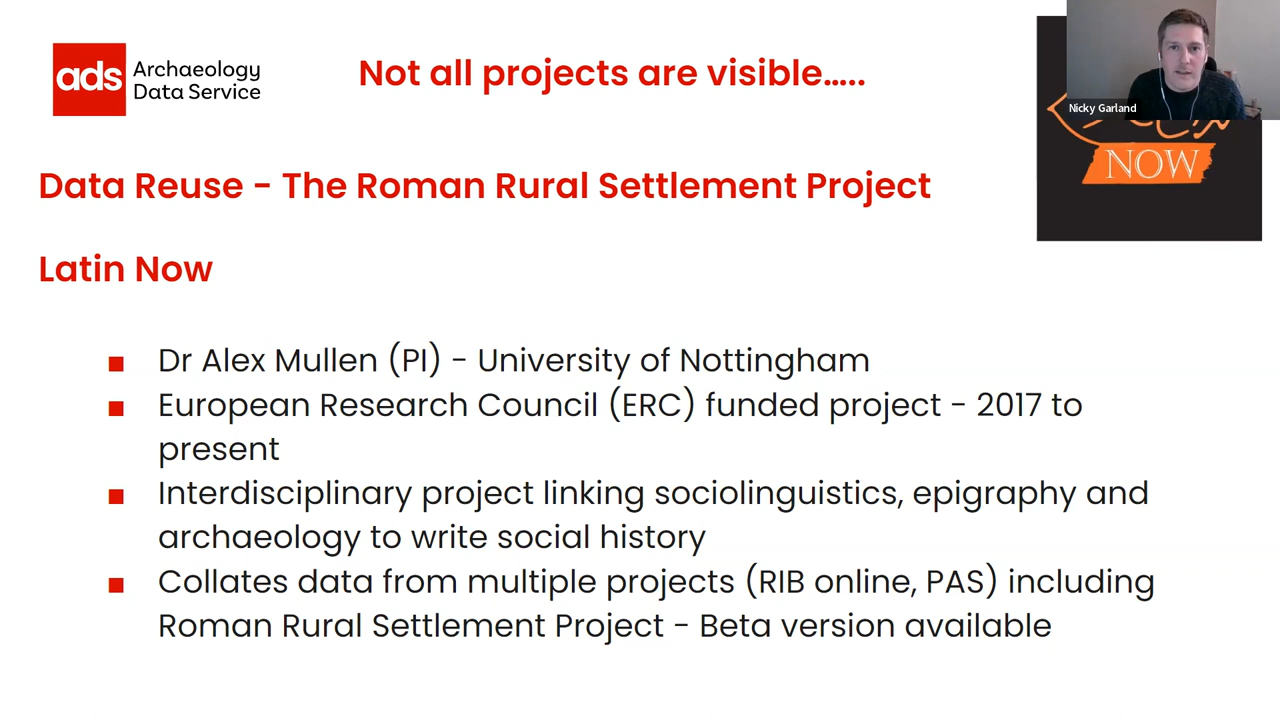 ads Archaeology
Data Service
Not all projects are visible.....
Nicky Garland
NOW
Data Reuse - The Roman Rural Settlement Project
Latin Now
Dr Alex Mullen (PI) - University of Nottingham
European Research Council (ERC) funded project - 2017 to
present
Interdisciplinary project linking sociolinguistics, epigraphy and
archaeology to write social history
Collates data from multiple projects (RIB online, PAS) including
Roman Rural Settlement Project - Beta version available